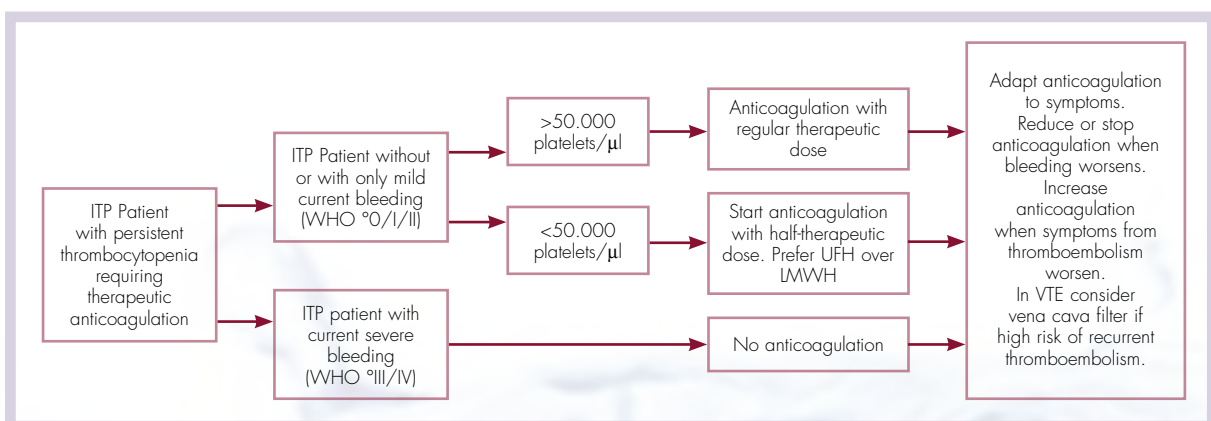 ITP Patient
with persistent
thrombocytopenia
requiring
therapeutic
anticoagulation
ITP Patient without
or with only mild
current bleeding
(WHO °0/I/II)
>50.000
platelets/μl
Anticoagulation with
regular therapeutic
dose
<50.000
platelets/μl
Start anticoagulation
with half-therapeutic
dose. Prefer UFH over
LMWH
ITP patient with
current severe
bleeding
(WHO °III/IV)
No anticoagulation
Adapt anticoagulation
to symptoms.
Reduce or stop
anticoagulation when
bleeding worsens.
Increase
anticoagulation
when symptoms from
thromboembolism
worsen.
In VTE consider
vena cava filter if
high risk of recurrent
thromboembolism.